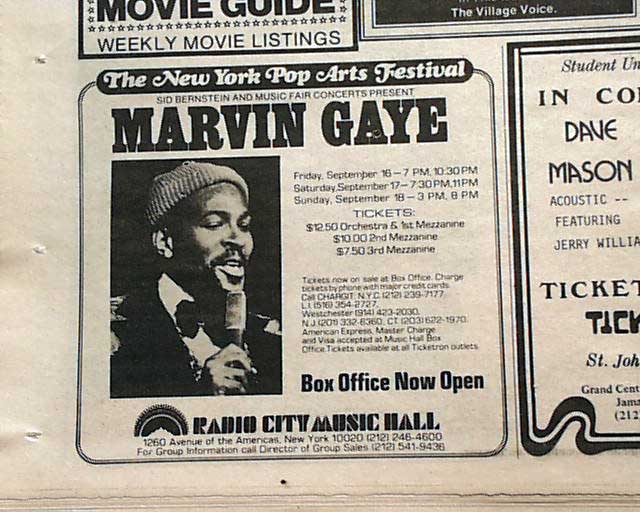 MOVIE GUIDE
WEEKLY MOVIE LISTINGS
The Village Voice.
The New York Pop Arts Festival
SID BERNSTEIN AND MUSIC FAIR CONCERTS PRESENT
MARVIN GAYE
Friday, September 16—7 PM, 10:30 PM
Saturday, September 17—7:30 PM, 11 PM
Sunday, September 18—3 PM, 8 PM
TICKETS:
$12.50 Orchestra & 1st Mezzanine
$10.00 2nd Mezzanine
$7.50 3rd Mezzanine
Tickets now on sale at Box Office. Charge
tickets by phone with major credit cards.
Call CHARGIT: N.Y.C. (212) 239-7177,
L.I. (516) 354-2727,
Westchester (914) 423-2030,
N.J. (201) 332-6360, CT. (203) 622-1970.
American Express, Master Charge
and Visa accepted at Music Hall Box
Office. Tickets available at all Ticketron outlets.
Box Office Now Open
RADIO CITY MUSIC HALL
1260 Avenue of the Americas, New York 10020 (212) 246-4600
For Group Information call Director of Group Sales (212) 541-9436
Student Un
IN CO
DAVE
MASON
ACOUSTIC --
FEATURING
JERRY WILLIA
TICKET
TICK
St. Joh
Grand Cent
Jama
(212